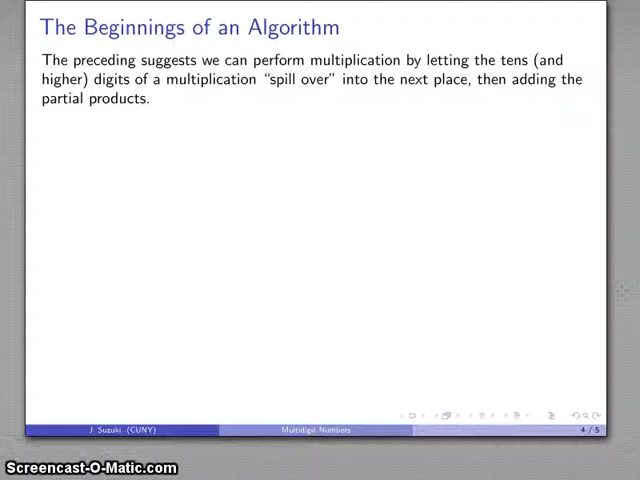 The Beginnings of an Algorithm
The preceding suggests we can perform multiplication by letting the tens (and
higher) digits of a multiplication “spill over” into the next place, then adding the
partial products.
J. Suzuki (CUNY)
Multidigit Numbers
4 / 5
Screencast-O-Matic.com